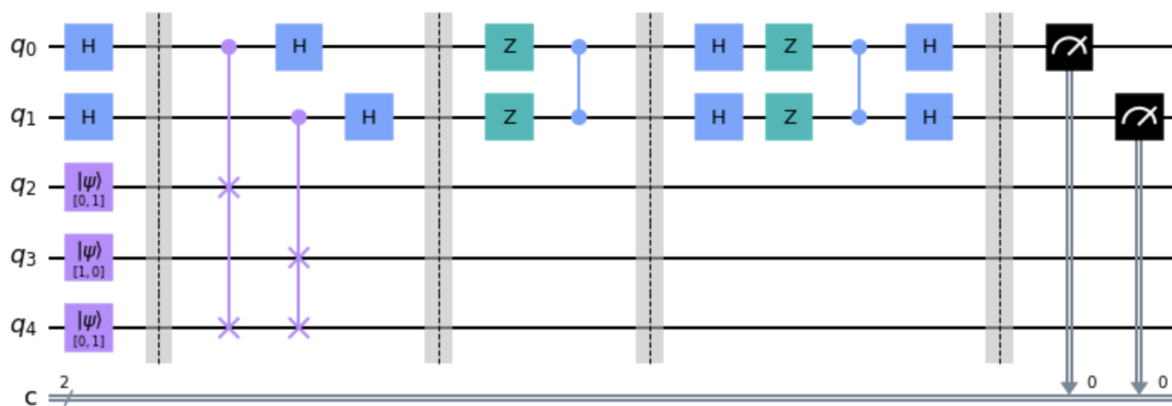 q0 H H Z H Z H
q1 H H Z H Z H
q2 |ψ⟩ [0, 1]
q3 |ψ⟩ [1, 0]
q4 |ψ⟩ [0, 1]
c 2 0 0